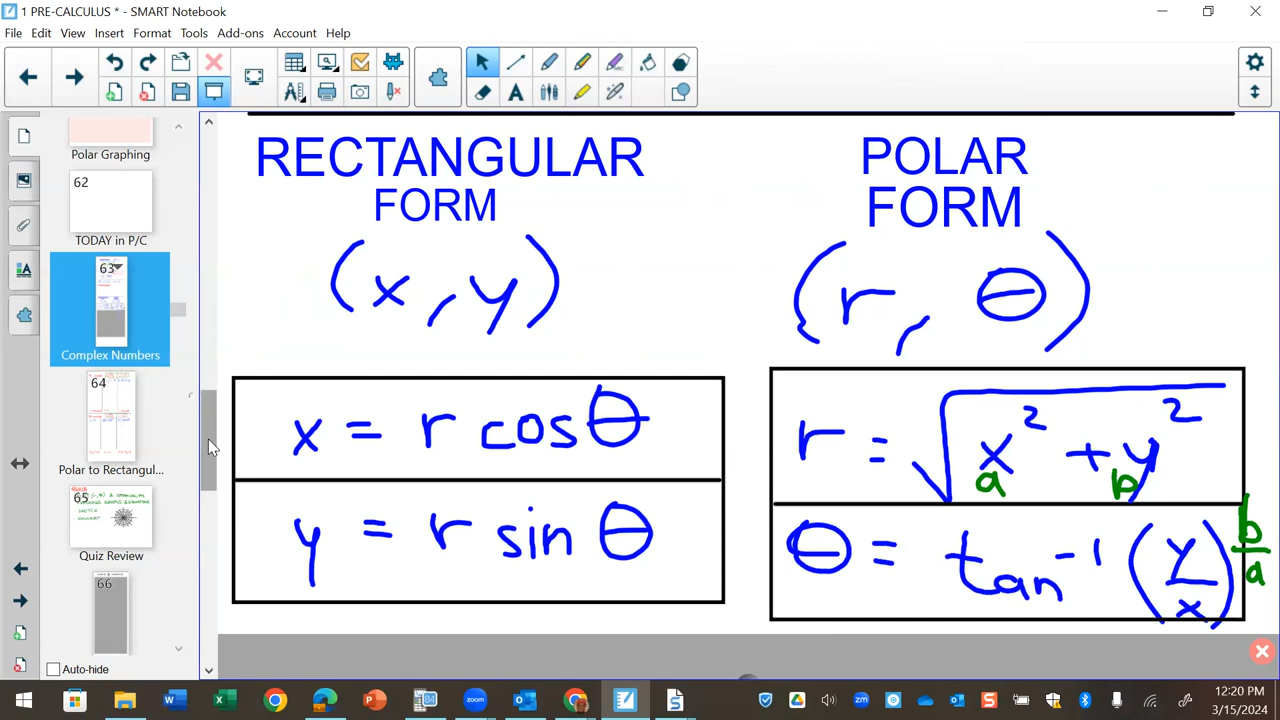 1 PRE-CALCULUS * - SMART Notebook
File Edit View Insert Format Tools Add-ons Account Help
Polar Graphing
62
TODAY in P/C
63
Complex Numbers
64
Polar to Rectangul...
65
Quiz Review
66
Auto-hide
RECTANGULAR
FORM
(x, y)
x = r cosθ
y = r sin θ
POLAR
FORM
(r, θ)
r = √x² + y²
a b
θ = tan⁻¹(y/x) b/a
12:20 PM
3/15/2024